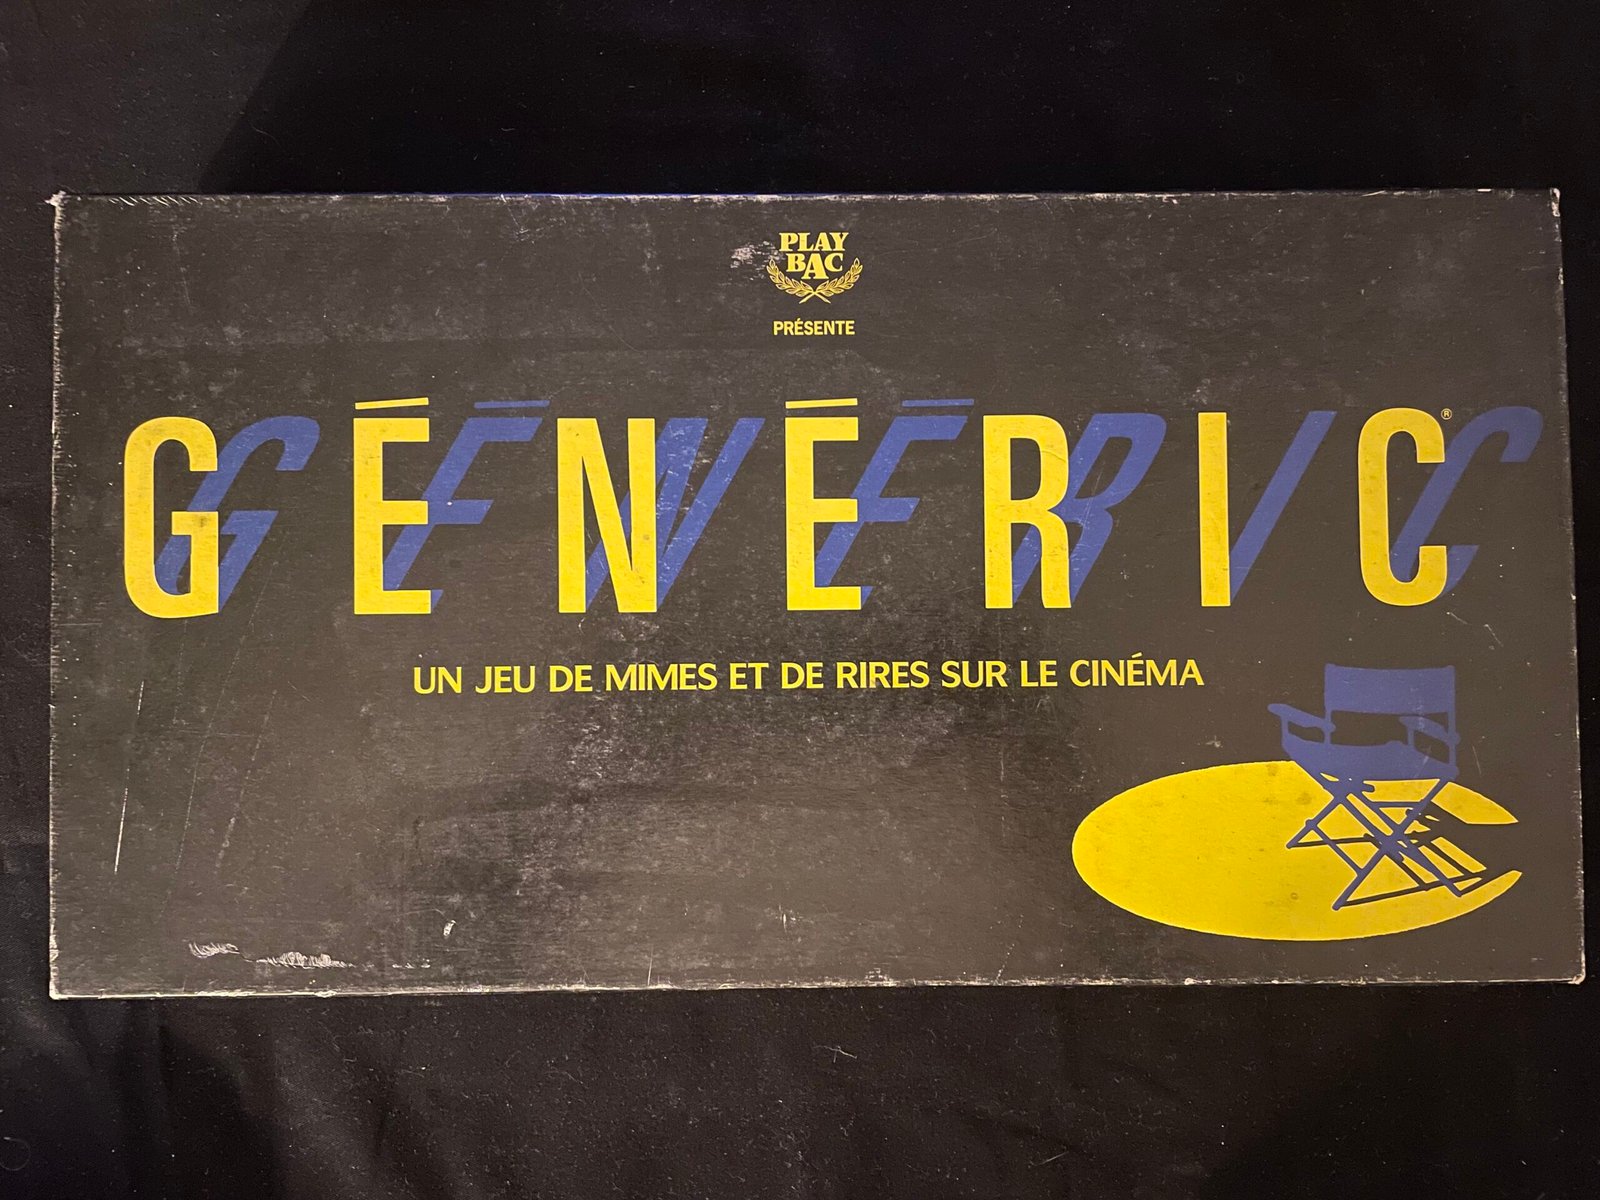 PLAY
BAC
PRÉSENTE
GÉNÉRIC®
UN JEU DE MIMES ET DE RIRES SUR LE CINÉMA